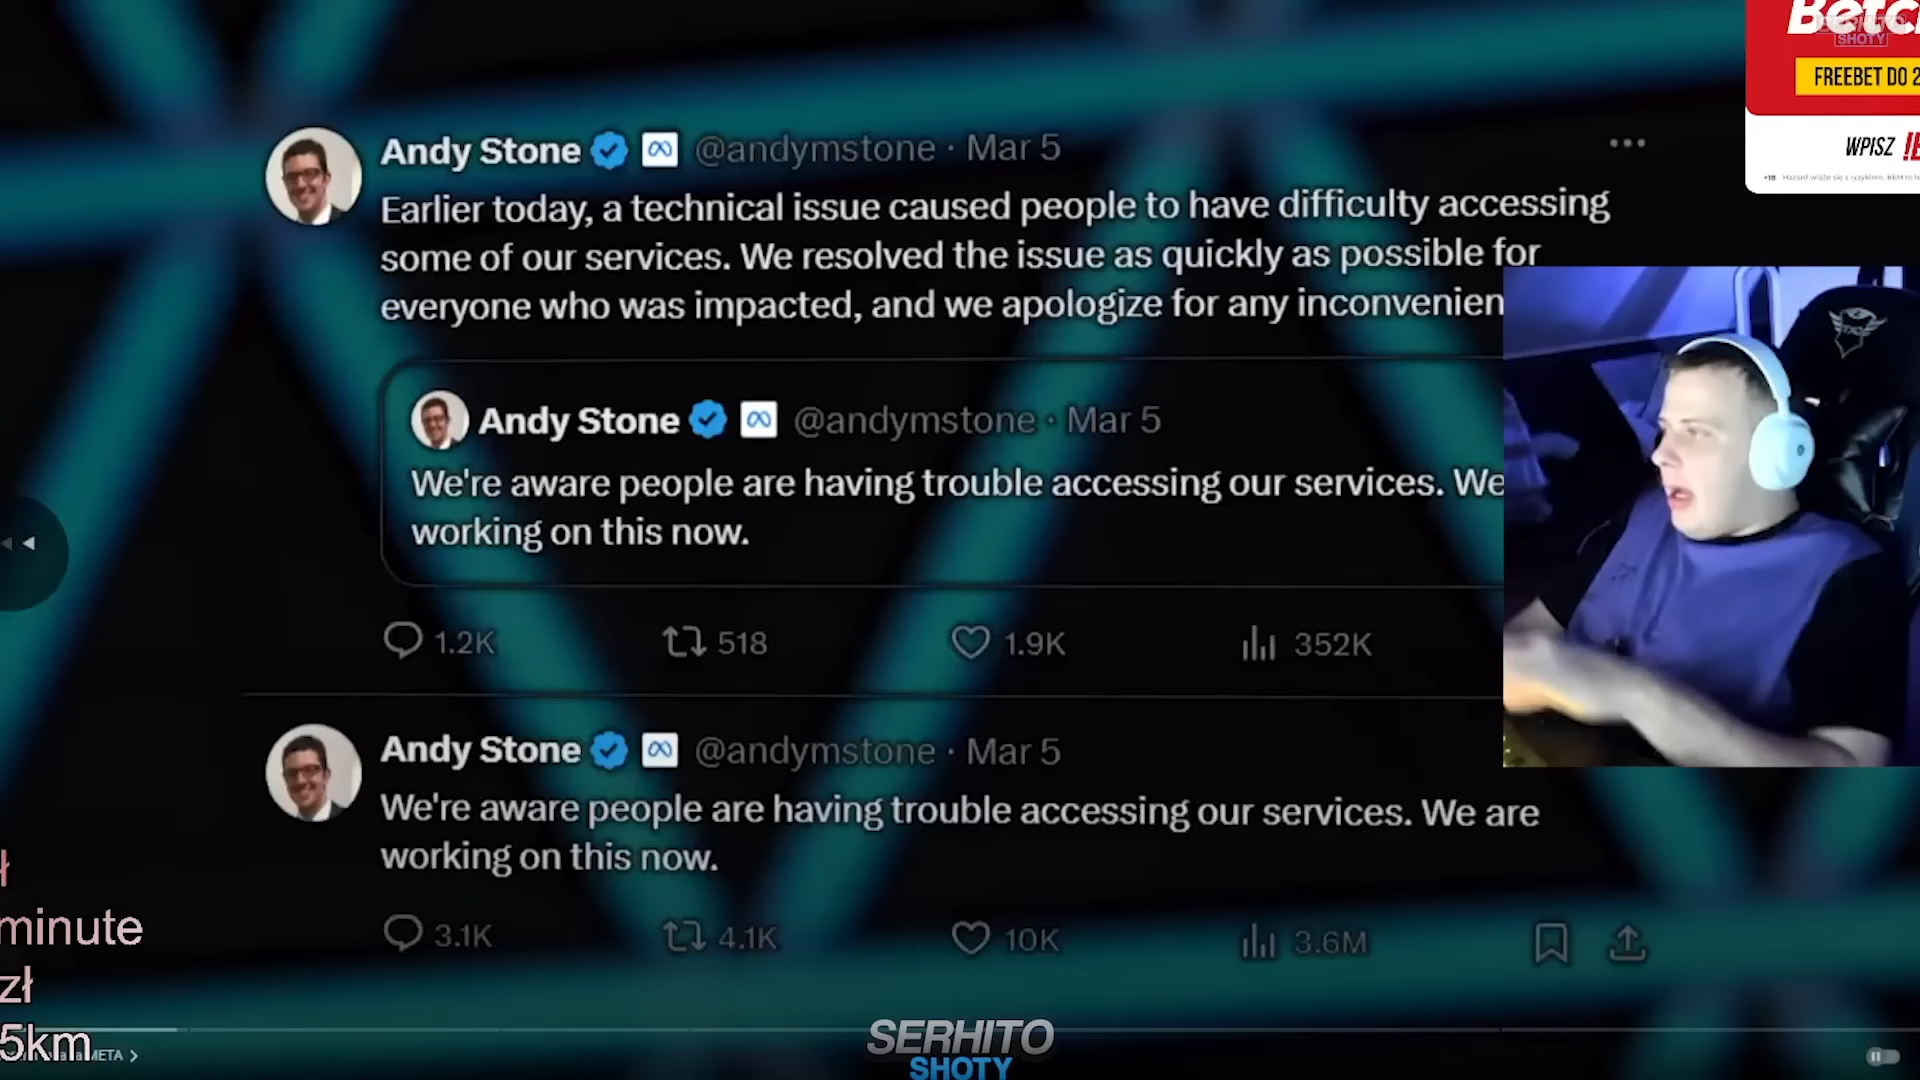 FREEBET DO 2
WPISZ
SHOTY
Andy Stone @andymstone · Mar 5
Earlier today, a technical issue caused people to have difficulty accessing
some of our services. We resolved the issue as quickly as possible for
everyone who was impacted, and we apologize for any inconvenien
Andy Stone @andymstone · Mar 5
We're aware people are having trouble accessing our services. We
working on this now.
1.2K 518 1.9K 352K
Andy Stone @andymstone · Mar 5
We're aware people are having trouble accessing our services. We are
working on this now.
3.1K 4.1K 10K 3.6M
ł
minute
zł
5km
META
SERHITO
SHOTY